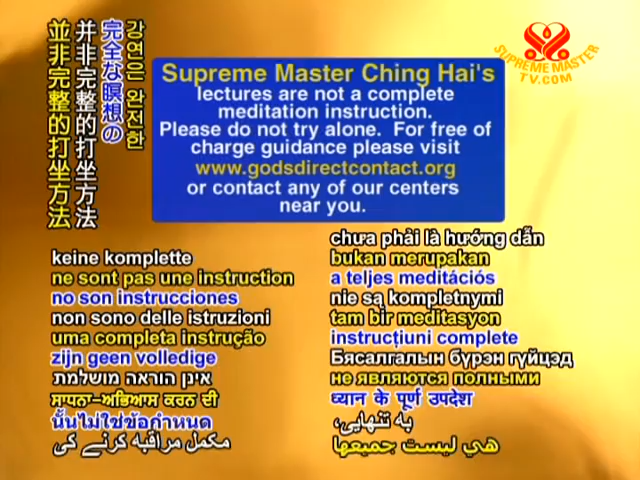 강연은 완전한
完全な瞑想の
并非完整的打坐方法
並非完整的打坐方法
SUPREME MASTER
TV.COM
Supreme Master Ching Hai's
lectures are not a complete
meditation instruction.
Please do not try alone. For free of
charge guidance please visit
www.godsdirectcontact.org
or contact any of our centers
near you.
keine komplette
ne sont pas une instruction
no son instrucciones
non sono delle istruzioni
uma completa instrução
zijn geen volledige
אינן הוראה מושלמת
ਸਾਧਨਾ-ਅਭਿਆਸ ਕਰਨ ਦੀ
นั้นไม่ใช่ข้อกำหนด
مکمل مراقبہ کرنے کی
chưa phải là hướng dẫn
bukan merupakan
a teljes meditációs
nie są kompletnymi
tam bir meditasyon
instrucțiuni complete
Бясалгалын бүрэн гүйцэд
не являются полными
ध्यान के पूर्ण उपदेश
به تنهایی،
هي ليست جميعها